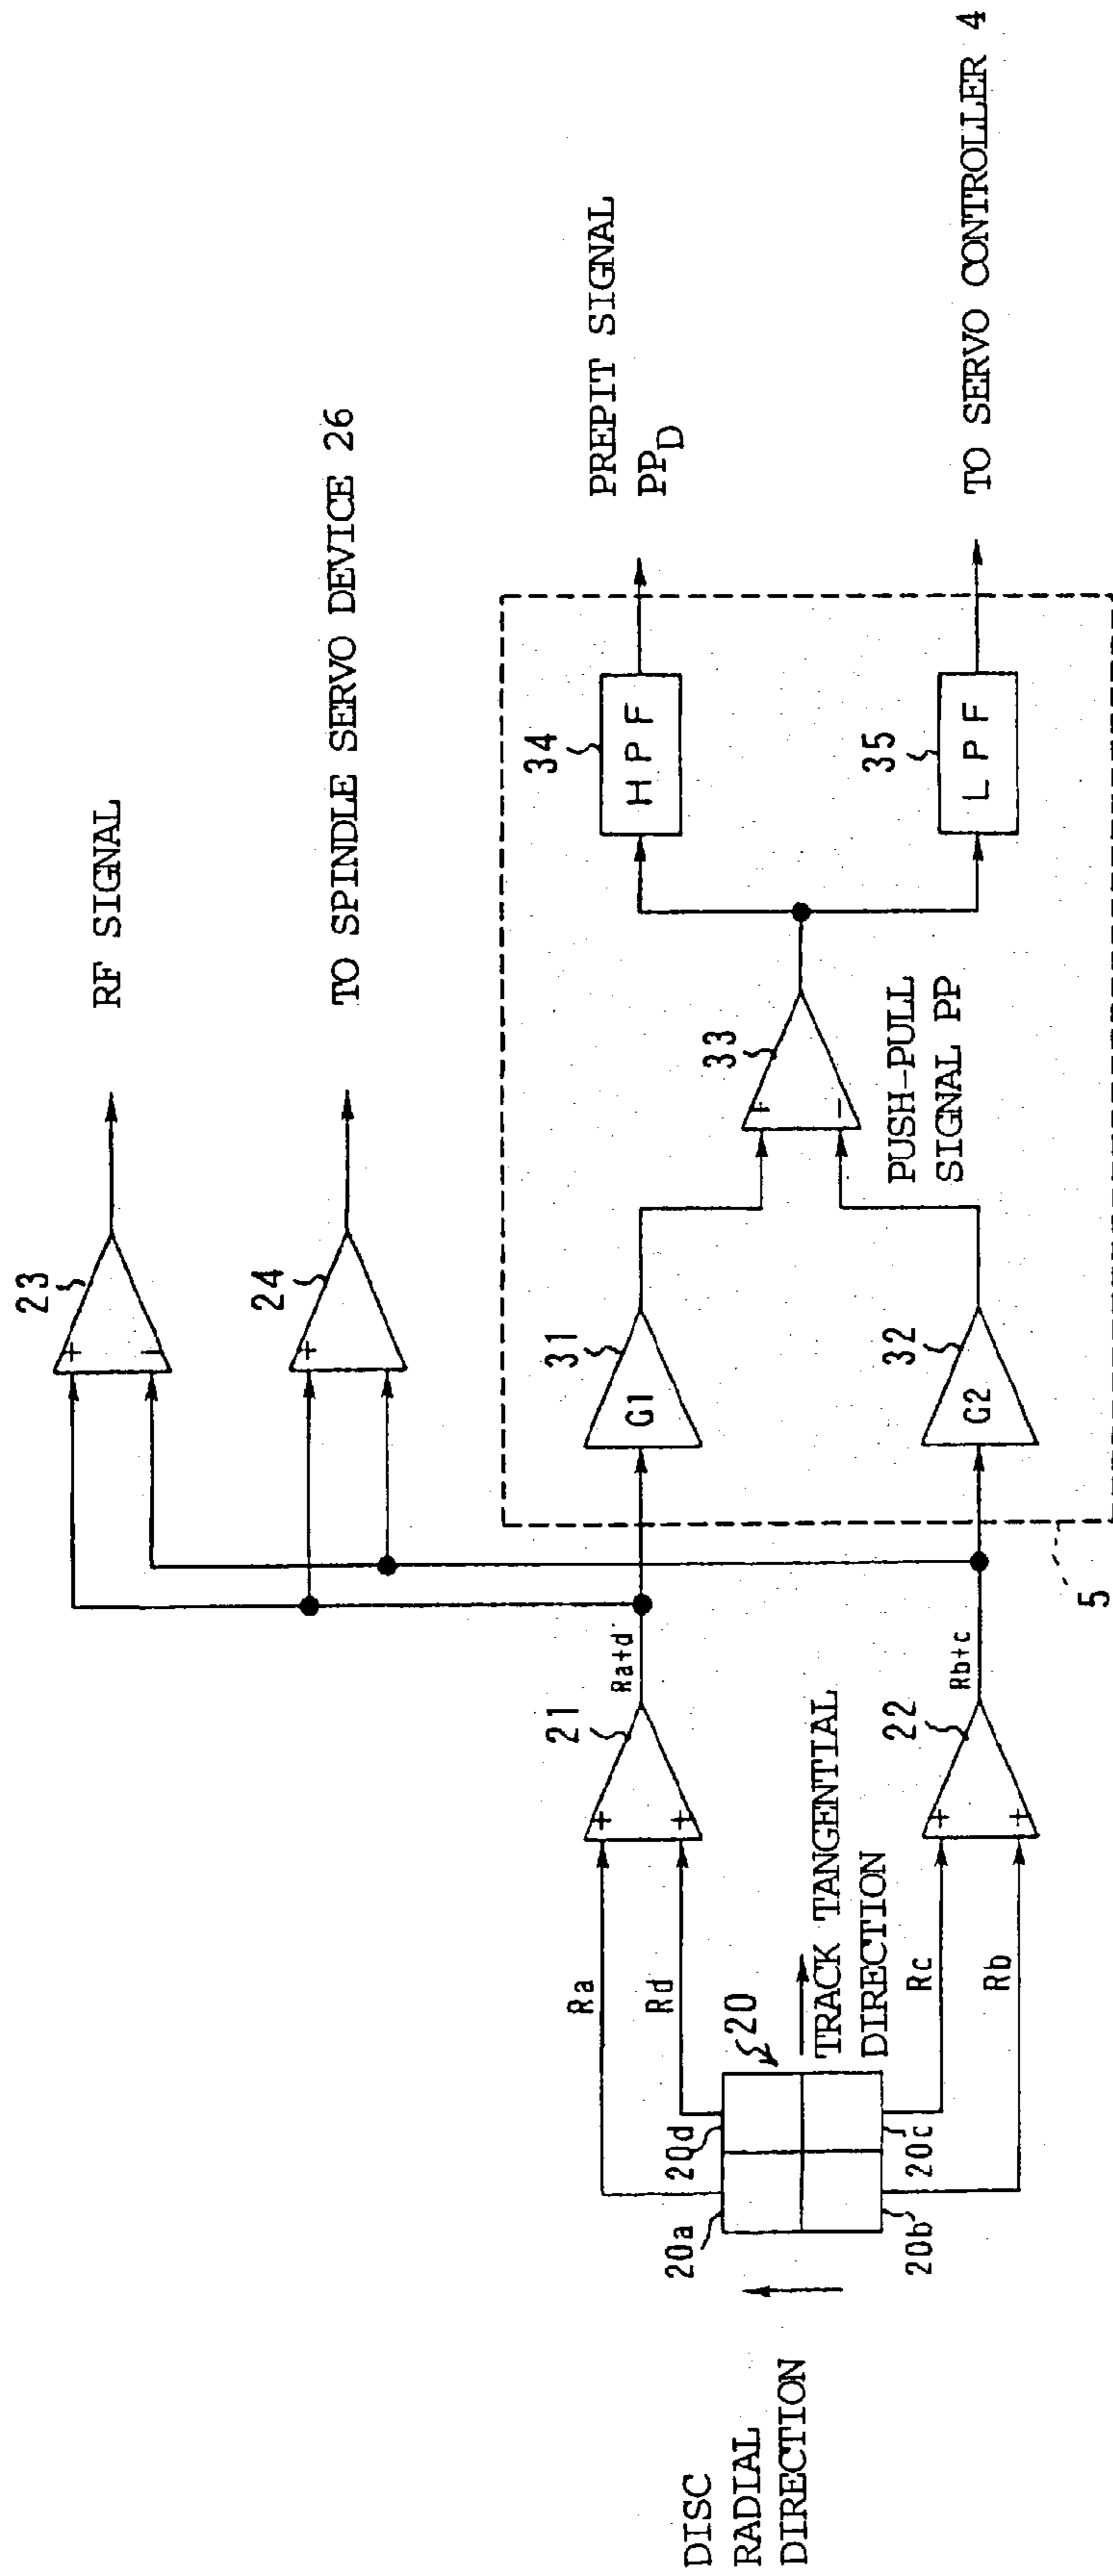 RF SIGNAL
23
+
−
TO SPINDLE SERVO DEVICE 26
24
+
PREPIT SIGNAL
PPD
34
HPF
31
G1
33
+
−
PUSH-PULL
SIGNAL PP
21
+
+
Ra+d
Ra
Rd
20
20a
20d
DISC
RADIAL
DIRECTION
TRACK TANGENTIAL
DIRECTION
20b
20c
Rc
Rb
22
+
+
Rb+c
32
G2
35
LPF
TO SERVO CONTROLLER 4
5